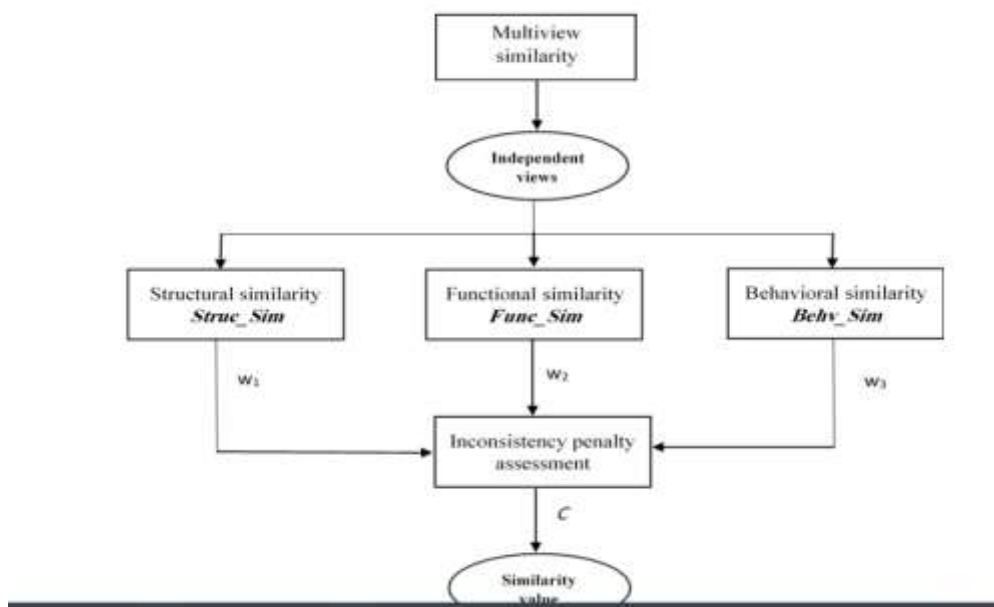 Multiview
similarity
Independent
views
Structural similarity
Struc_Sim
Functional similarity
Func_Sim
Behavioral similarity
Behv_Sim
w₁
w₂
w₃
Inconsistency penalty
assessment
C
Similarity
value